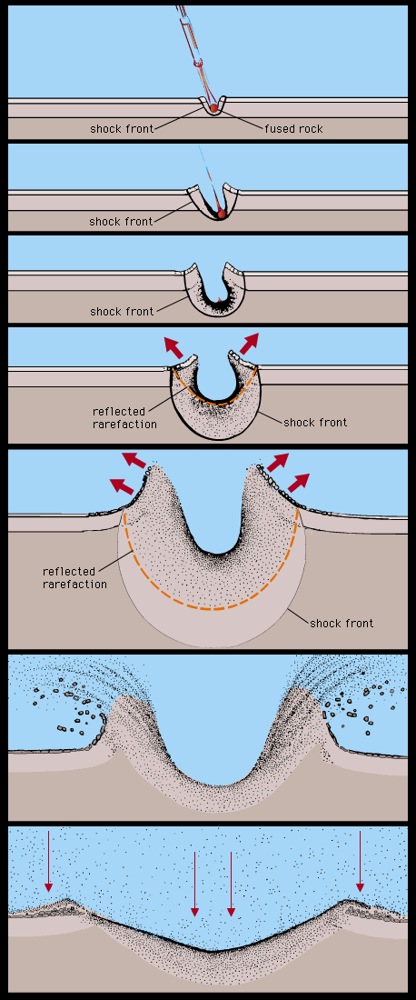 shock front
fused rock
shock front
shock front
reflected
rarefaction
shock front
reflected
rarefaction
shock front